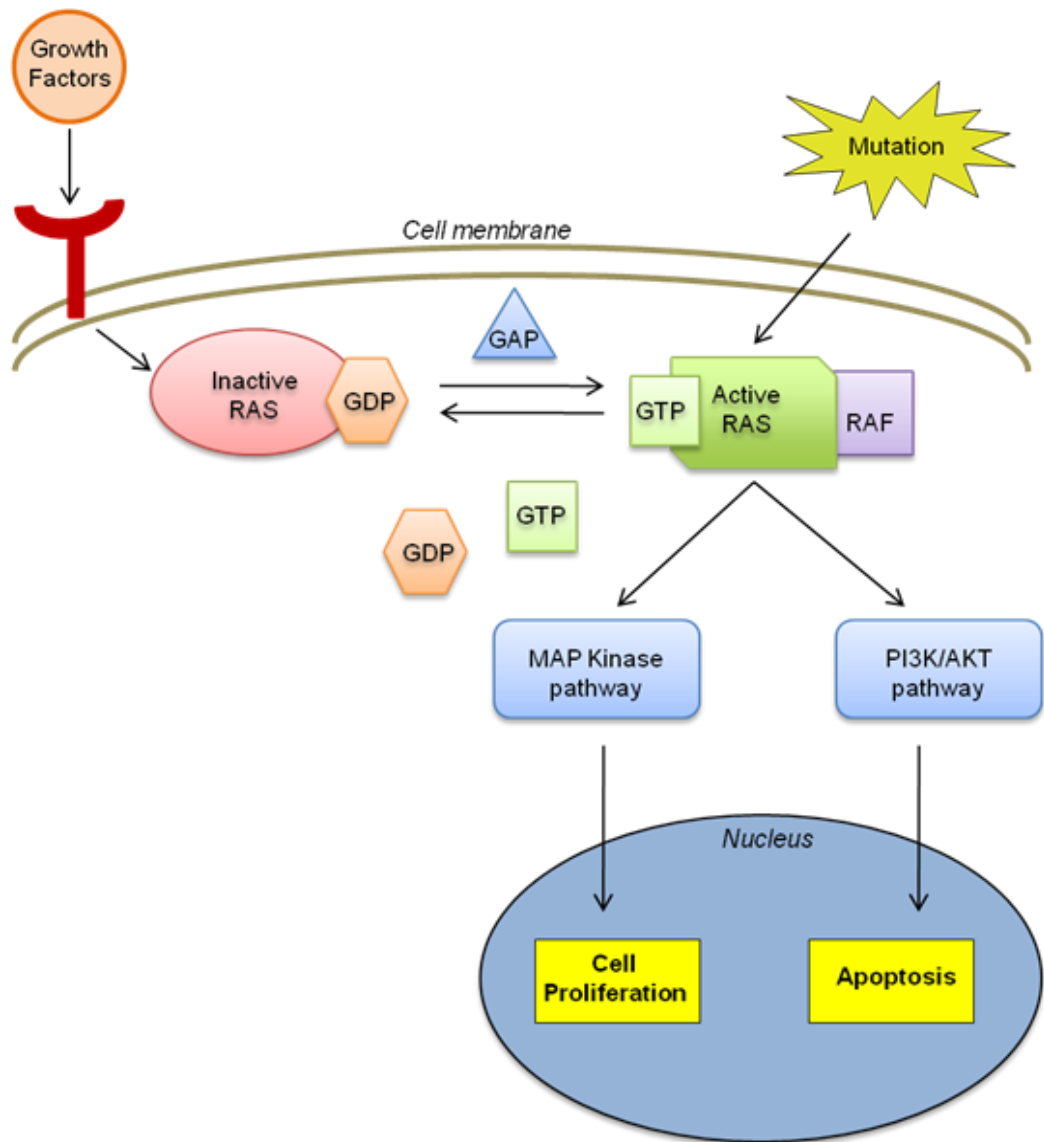 Growth
Factors
Mutation
Cell membrane
GAP
Inactive
RAS
GDP
GTP
Active
RAS
RAF
GTP
GDP
MAP Kinase
pathway
PI3K/AKT
pathway
Nucleus
Cell
Proliferation
Apoptosis